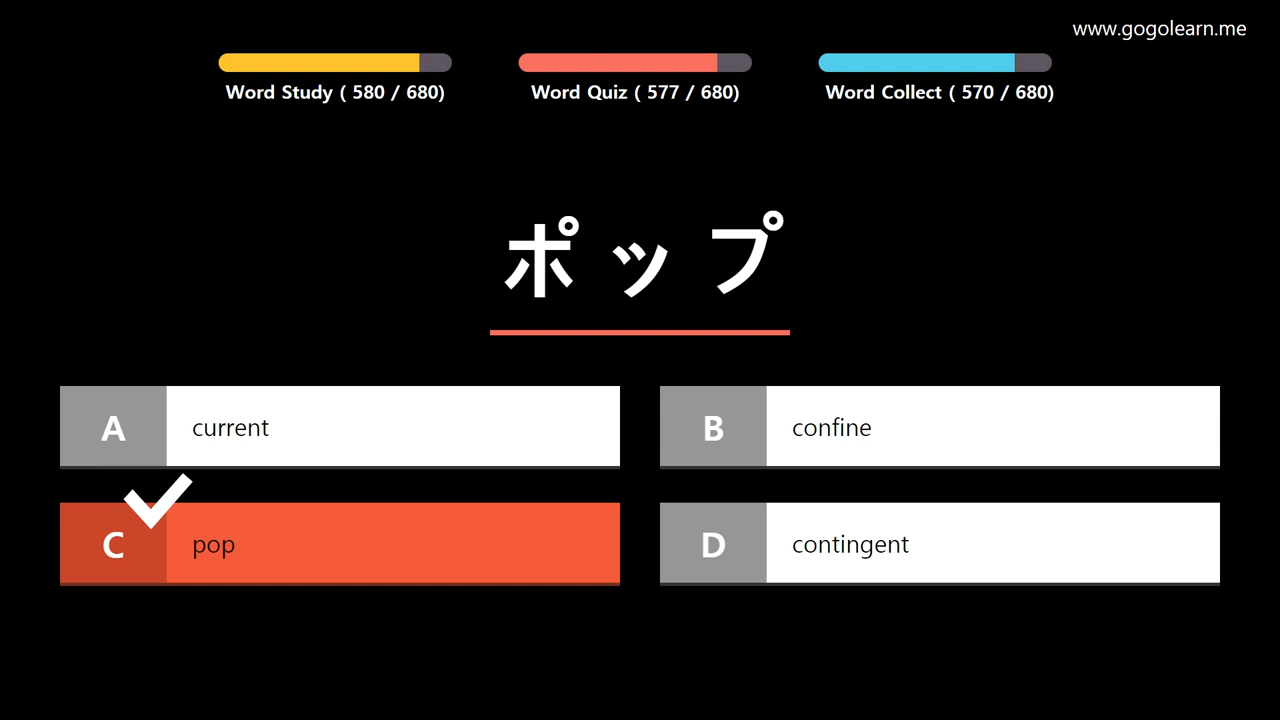 www.gogolearn.me
Word Study ( 580 / 680)
Word Quiz ( 577 / 680)
Word Collect ( 570 / 680)
ポップ
A current
B confine
C pop
D contingent